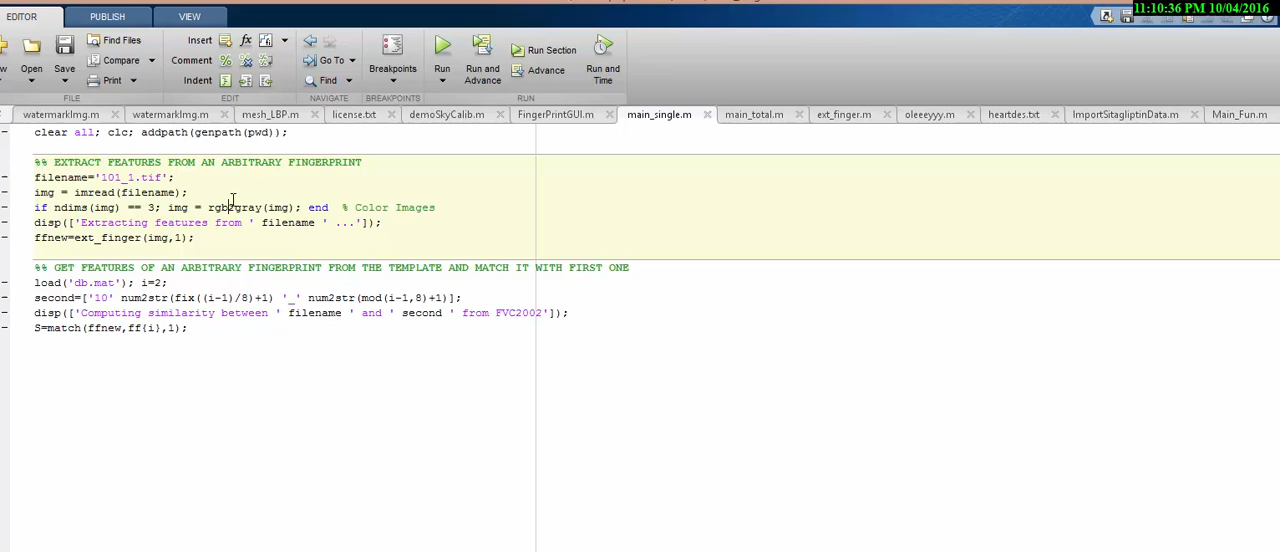 11:10:36 PM 10/04/2016
EDITOR PUBLISH VIEW
Find Files Insert fx
Compare Comment Go To Breakpoints Run Section
Open Save Print Indent Find Run Run and Advance Advance Run and Time
FILE EDIT NAVIGATE BREAKPOINTS RUN
watermarkImg.m watermarkImg.m mesh_LBP.m license.txt demoSkyCalib.m FingerPrintGUI.m main_single.m main_total.m ext_finger.m oleeeyyy.m heartdes.txt ImportSitagliptinData.m Main_Fun.m
clear all; clc; addpath(genpath(pwd));
%% EXTRACT FEATURES FROM AN ARBITRARY FINGERPRINT
filename='101_1.tif';
img = imread(filename);
if ndims(img) == 3; img = rgb2gray(img); end % Color Images
disp(['Extracting features from ' filename ' ...']);
ffnew=ext_finger(img,1);
%% GET FEATURES OF AN ARBITRARY FINGERPRINT FROM THE TEMPLATE AND MATCH IT WITH FIRST ONE
load('db.mat'); i=2;
second=['10' num2str(fix((i-1)/8)+1) '_' num2str(mod(i-1,8)+1)];
disp(['Computing similarity between ' filename ' and ' second ' from FVC2002']);
S=match(ffnew,ff{i},1);